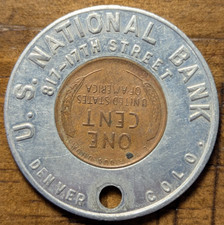 U.S. NATIONAL BANK
817-17TH STREET
ONE
CENT
UNITED STATES
OF AMERICA
DENVER COLO.